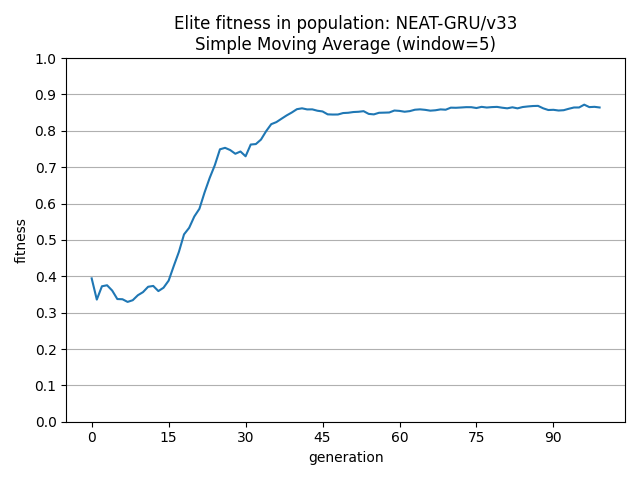 Elite fitness in population: NEAT-GRU/v33
Simple Moving Average (window=5)
1.0
0.9
0.8
0.7
0.6
0.5
0.4
0.3
0.2
0.1
0.0
fitness
0 15 30 45 60 75 90
generation